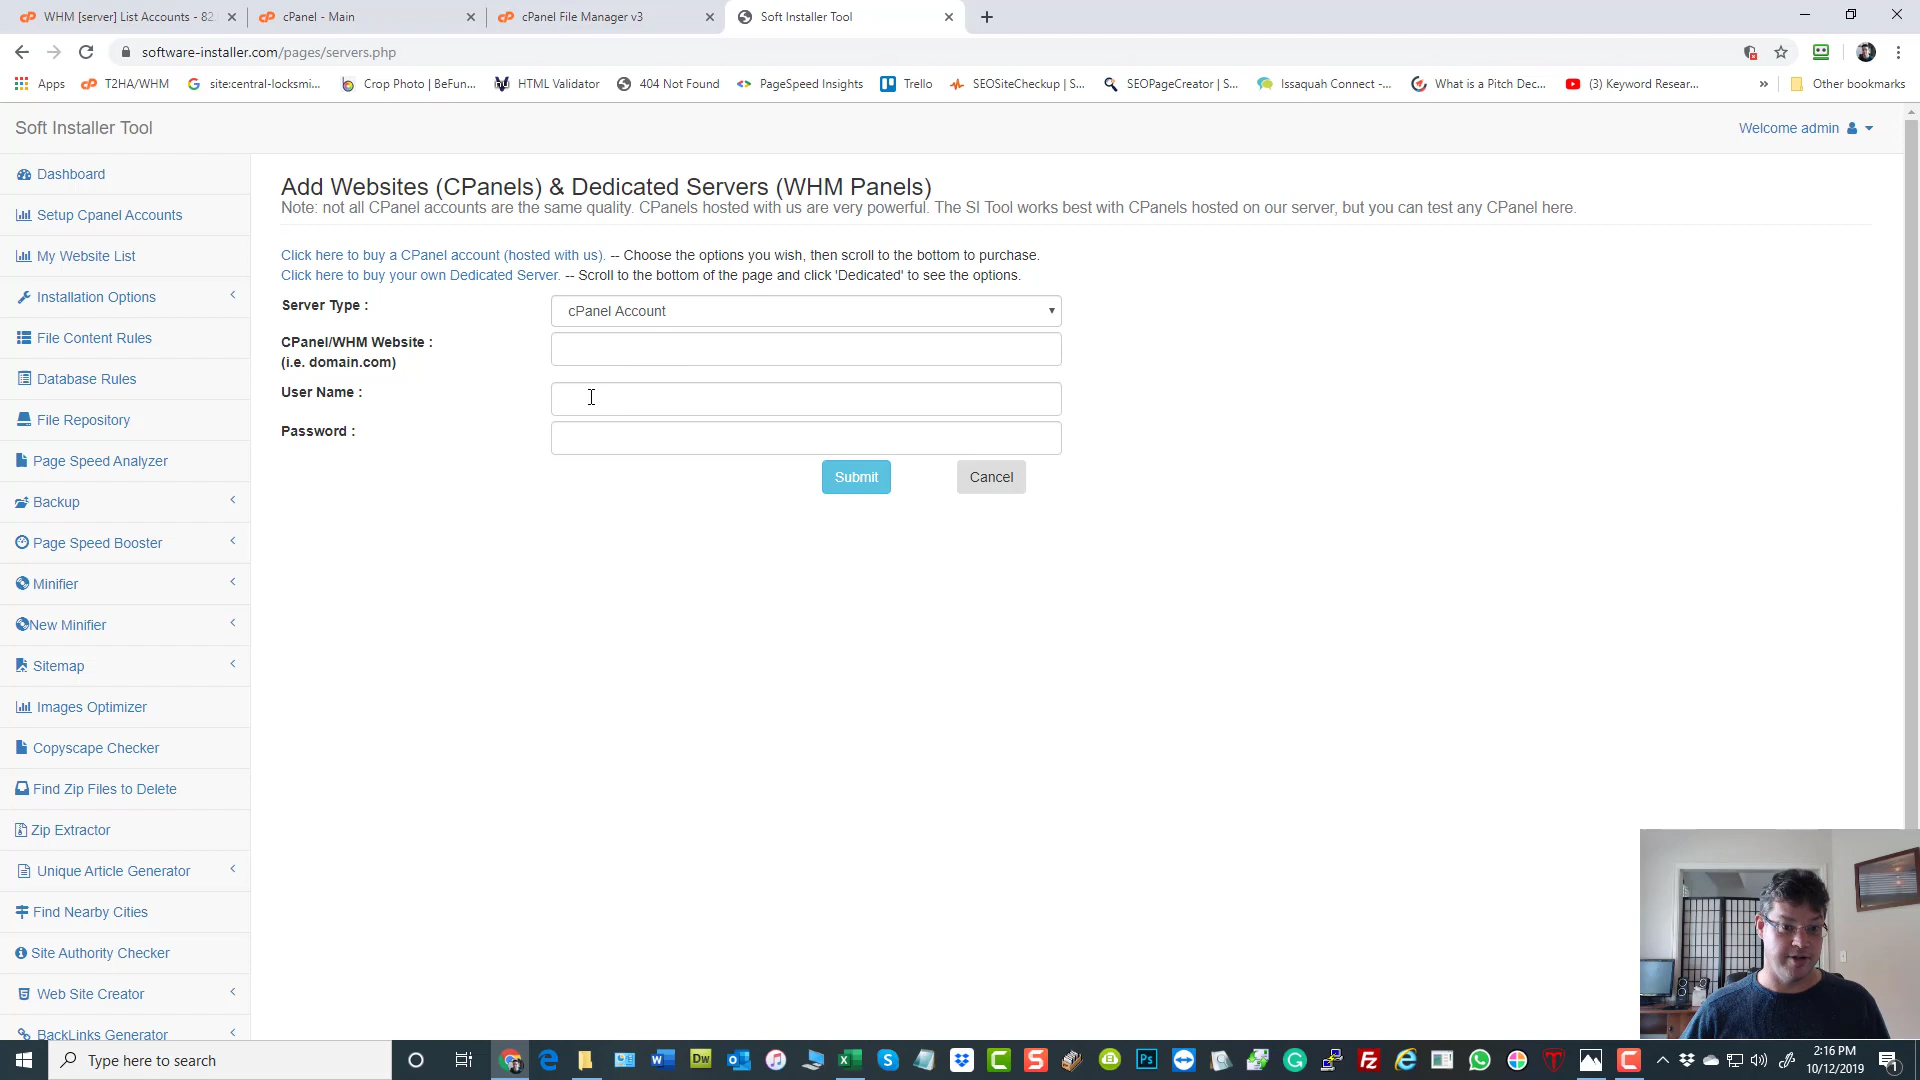 WHM [server] List Accounts - 82.
cPanel - Main
cPanel File Manager v3
Soft Installer Tool
software-installer.com/pages/servers.php
Apps
T2HA/WHM
site:central-locksmi...
Crop Photo | BeFun...
HTML Validator
404 Not Found
PageSpeed Insights
Trello
SEOSiteCheckup | S...
SEOPageCreator | S...
Issaquah Connect -...
What is a Pitch Dec...
(3) Keyword Resear...
»
Other bookmarks
Soft Installer Tool
Welcome admin
Dashboard
Setup Cpanel Accounts
My Website List
Installation Options
File Content Rules
Database Rules
File Repository
Page Speed Analyzer
Backup
Page Speed Booster
Minifier
New Minifier
Sitemap
Images Optimizer
Copyscape Checker
Find Zip Files to Delete
Zip Extractor
Unique Article Generator
Find Nearby Cities
Site Authority Checker
Web Site Creator
BackLinks Generator
Add Websites (CPanels) & Dedicated Servers (WHM Panels)
Note: not all CPanel accounts are the same quality. CPanels hosted with us are very powerful. The SI Tool works best with CPanels hosted on our server, but you can test any CPanel here.
Click here to buy a CPanel account (hosted with us). -- Choose the options you wish, then scroll to the bottom to purchase.
Click here to buy your own Dedicated Server. -- Scroll to the bottom of the page and click 'Dedicated' to see the options.
Server Type :
cPanel Account
CPanel/WHM Website :
(i.e. domain.com)
User Name :
Password :
Submit
Cancel
Type here to search
2:16 PM
10/12/2019